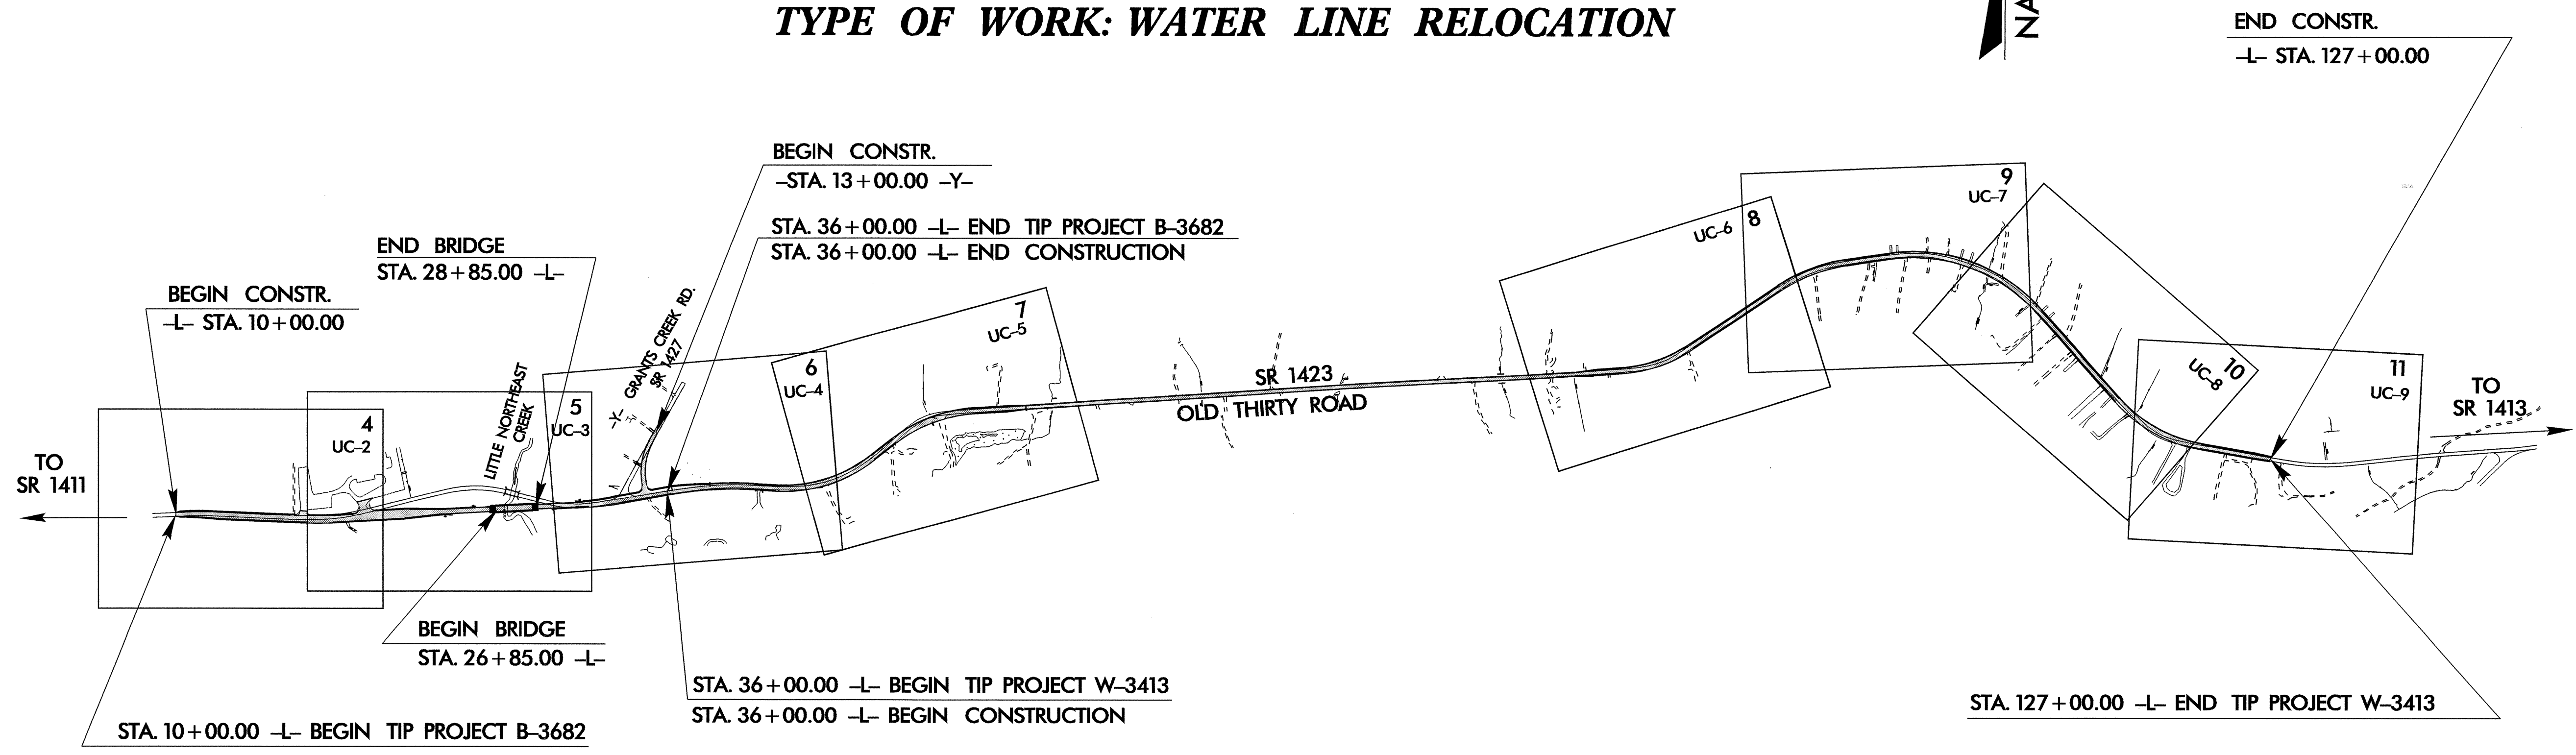 TYPE OF WORK: WATER LINE RELOCATION
NA
END CONSTR.
–L– STA. 127+00.00
BEGIN CONSTR.
–STA. 13+00.00 –Y–
STA. 36+00.00 –L– END TIP PROJECT B–3682
STA. 36+00.00 –L– END CONSTRUCTION
END BRIDGE
STA. 28+85.00 –L–
BEGIN CONSTR.
–L– STA. 10+00.00
–Y– GRANTS CREEK RD.
SR 1427
LITTLE NORTHEAST
CREEK
4
UC–2
5
UC–3
6
UC–4
7
UC–5
8
UC–6
9
UC–7
10
UC–8
11
UC–9
SR 1423
OLD THIRTY ROAD
TO
SR 1411
TO
SR 1413
BEGIN BRIDGE
STA. 26+85.00 –L–
STA. 36+00.00 –L– BEGIN TIP PROJECT W–3413
STA. 36+00.00 –L– BEGIN CONSTRUCTION
STA. 127+00.00 –L– END TIP PROJECT W–3413
STA. 10+00.00 –L– BEGIN TIP PROJECT B–3682